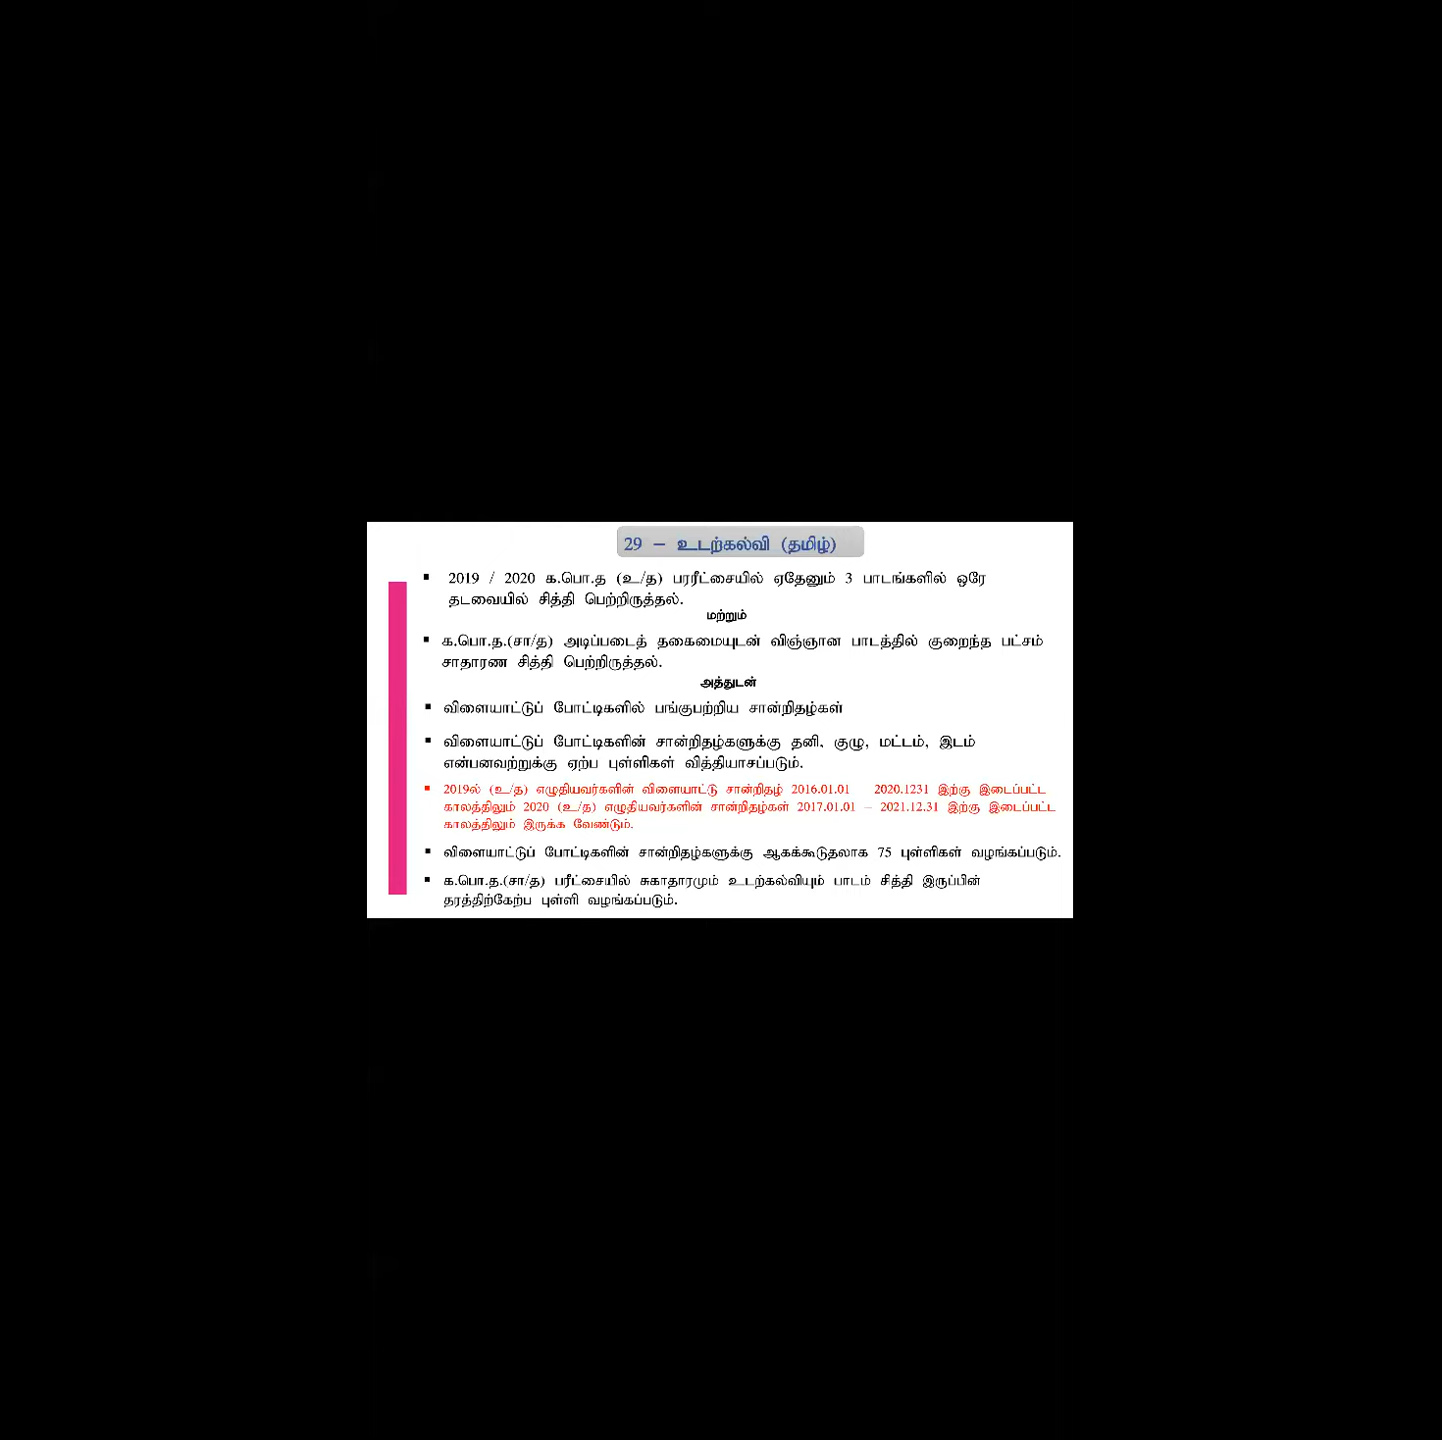 29 – உடற்கல்வி (தமிழ்)
▪ 2019 / 2020 க.பொ.த (உ/த) பரரீட்சையில் ஏதேனும் 3 பாடங்களில் ஒரே
தடவையில் சித்தி பெற்றிருத்தல்.
மற்றும்
▪ க.பொ.த.(சா/த) அடிப்படைத் தகைமையுடன் விஞ்ஞான பாடத்தில் குறைந்த பட்சம்
சாதாரண சித்தி பெற்றிருத்தல்.
அத்துடன்
▪ விளையாட்டுப் போட்டிகளில் பங்குபற்றிய சான்றிதழ்கள்
▪ விளையாட்டுப் போட்டிகளின் சான்றிதழ்களுக்கு தனி, குழு, மட்டம், இடம்
என்பனவற்றுக்கு ஏற்ப புள்ளிகள் வித்தியாசப்படும்.
▪ 2019ல் (உ/த) எழுதியவர்களின் விளையாட்டு சான்றிதழ் 2016.01.01 2020.1231 இற்கு இடைப்பட்ட
காலத்திலும் 2020 (உ/த) எழுதியவர்களின் சான்றிதழ்கள் 2017.01.01 – 2021.12.31 இற்கு இடைப்பட்ட
காலத்திலும் இருக்க வேண்டும்.
▪ விளையாட்டுப் போட்டிகளின் சான்றிதழ்களுக்கு ஆகக்கூடுதலாக 75 புள்ளிகள் வழங்கப்படும்.
▪ க.பொ.த.(சா/த) பரீட்சையில் சுகாதாரமும் உடற்கல்வியும் பாடம் சித்தி இருப்பின்
தரத்திற்கேற்ப புள்ளி வழங்கப்படும்.